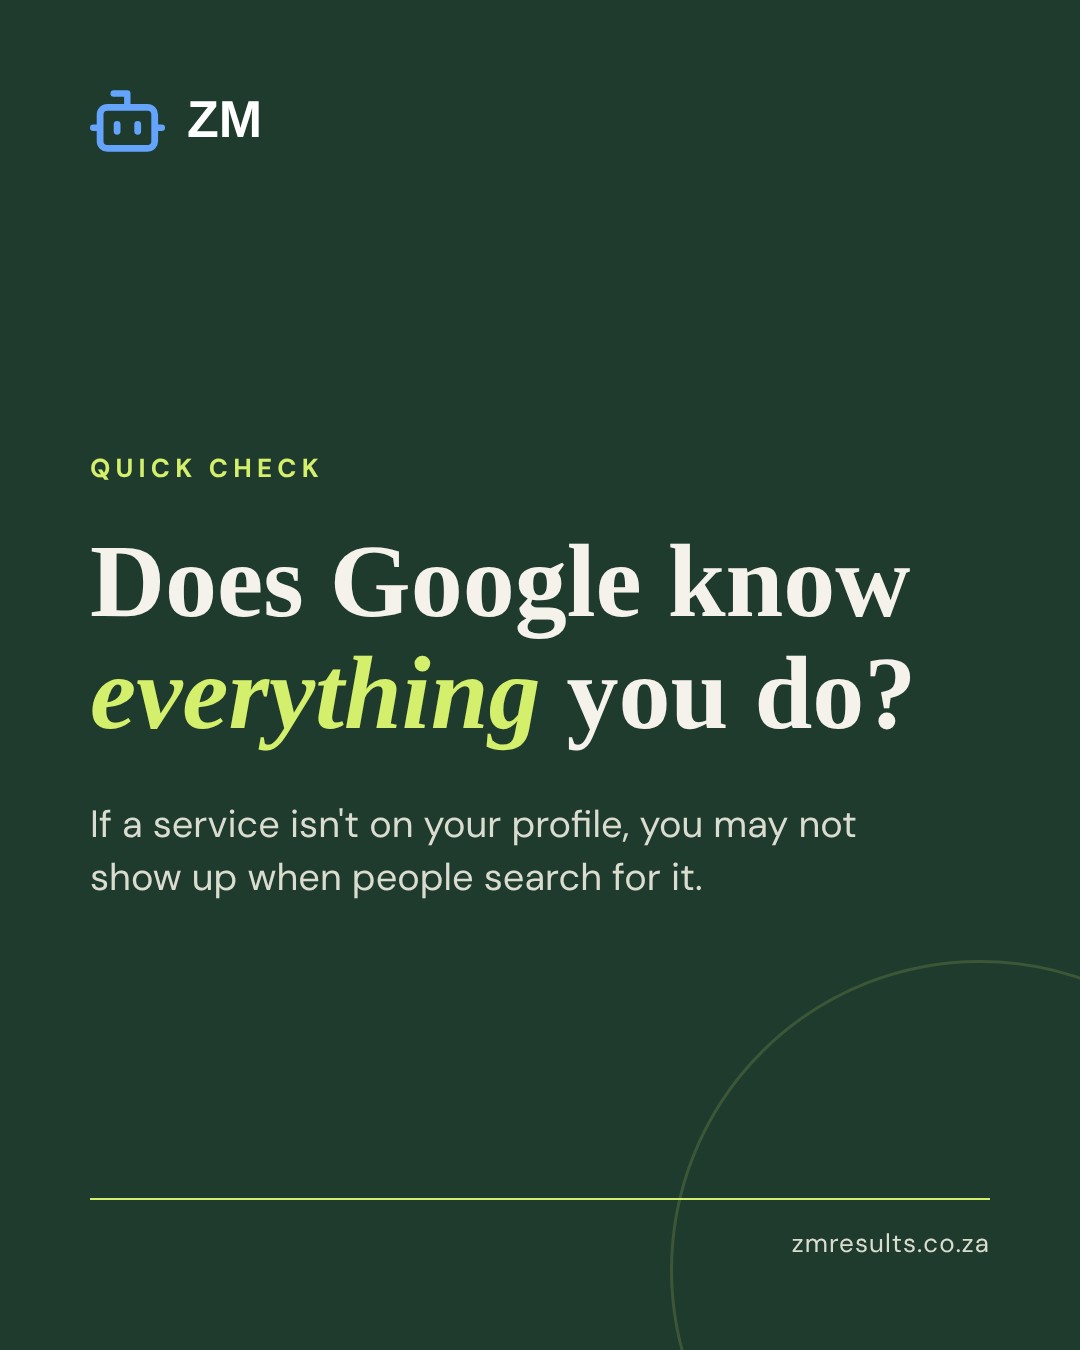 ZM
QUICK CHECK
Does Google know
everything you do?
If a service isn't on your profile, you may not
show up when people search for it.
zmresults.co.za